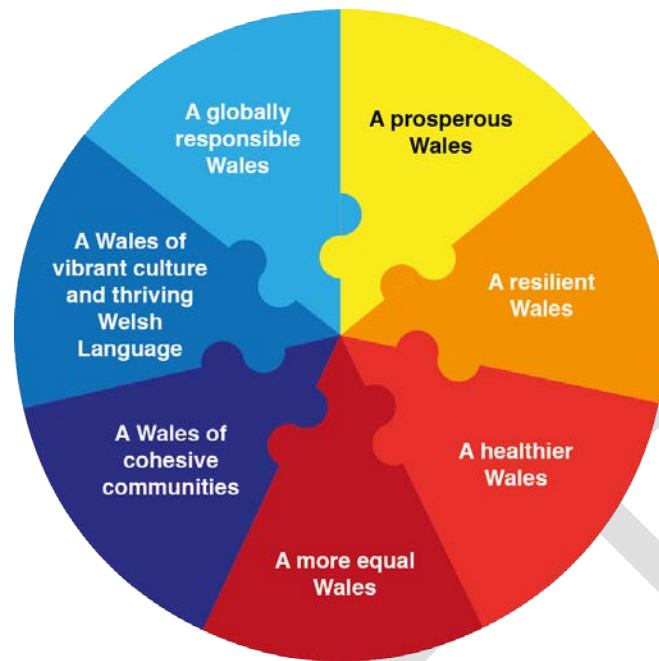 A prosperous
Wales
A resilient
Wales
A healthier
Wales
A more equal
Wales
A Wales of
cohesive
communities
A Wales of
vibrant culture
and thriving
Welsh
Language
A globally
responsible
Wales